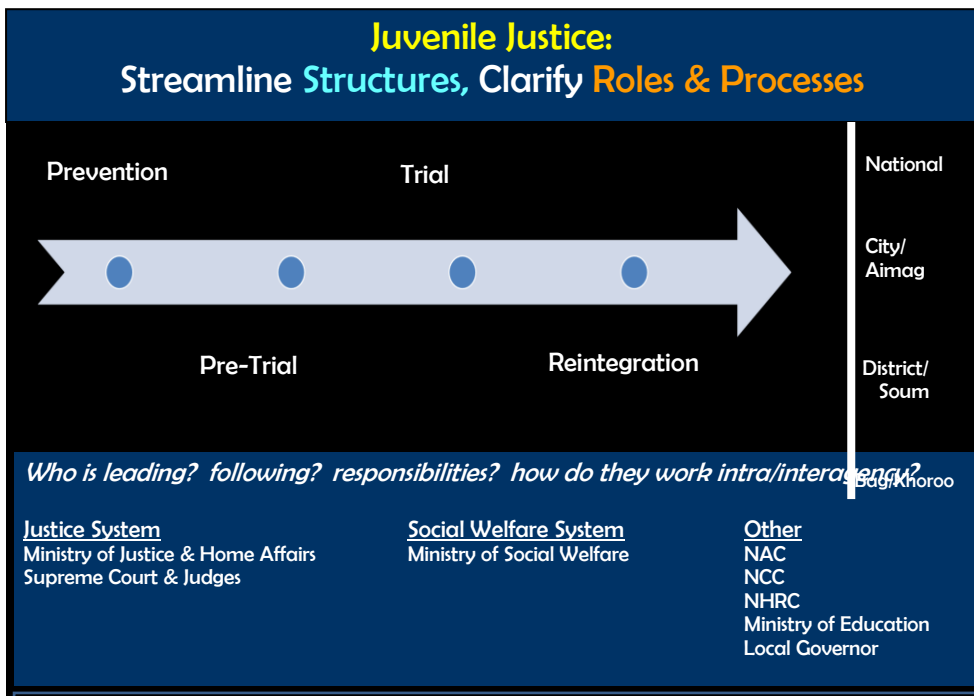 Juvenile Justice:
Streamline Structures, Clarify Roles & Processes
Prevention
Trial
Pre-Trial
Reintegration
National
City/
Aimag
District/
Soum
Bag/Khoroo
Who is leading? following? responsibilities? how do they work intra/interagency?
Justice System
Ministry of Justice & Home Affairs
Supreme Court & Judges
Social Welfare System
Ministry of Social Welfare
Other
NAC
NCC
NHRC
Ministry of Education
Local Governor